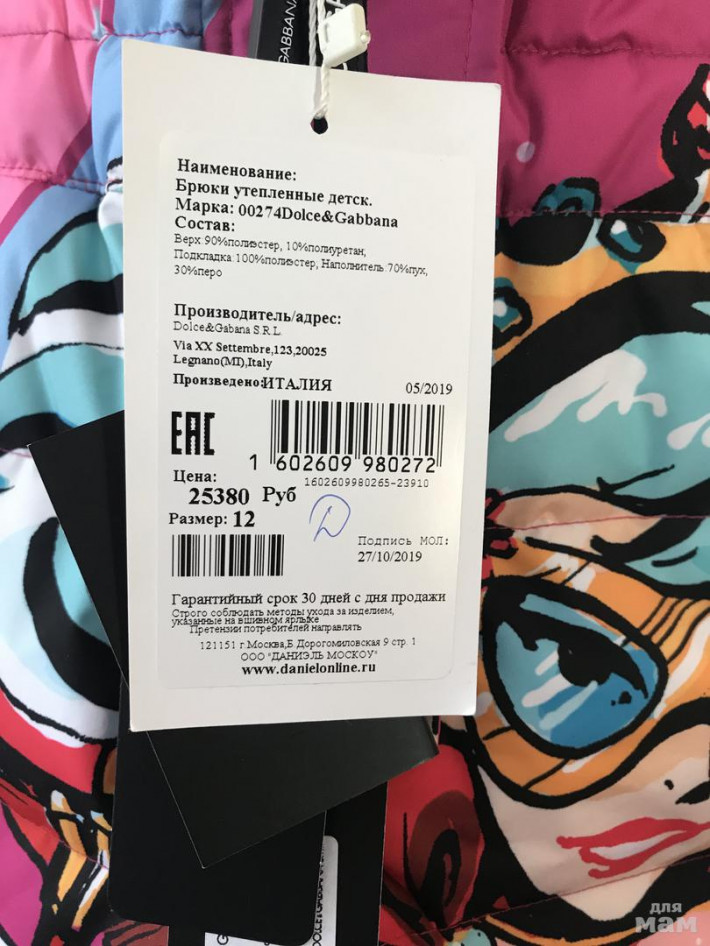 GABBANA
Наименование:
Брюки утепленные детск.
Марка: 00274Dolce&Gabbana
Состав:
Верх:90%полиэстер, 10%полиуретан;
Подкладка:100%полиэстер; Наполнитель:70%пух,
30%перо
Производитель/адрес:
Dolce&Gabana S.R.L.
Via XX Settembre,123,20025
Legnano(MI),Italy
Произведено:ИТАЛИЯ 05/2019
EAC
1 602609 980272
1602609980265-23910
Цена:
25380 Руб
Размер: 12
Подпись МОЛ:
27/10/2019
Гарантийный срок 30 дней с дня продажи
Строго соблюдать методы ухода за изделием,
указанные на вшивном ярлыке
Претензии потребителей направлять
121151 г.Москва,Б.Дорогомиловская 9 стр. 1
ООО "ДАНИЭЛЬ МОСКОУ"
www.danielonline.ru
для
мам